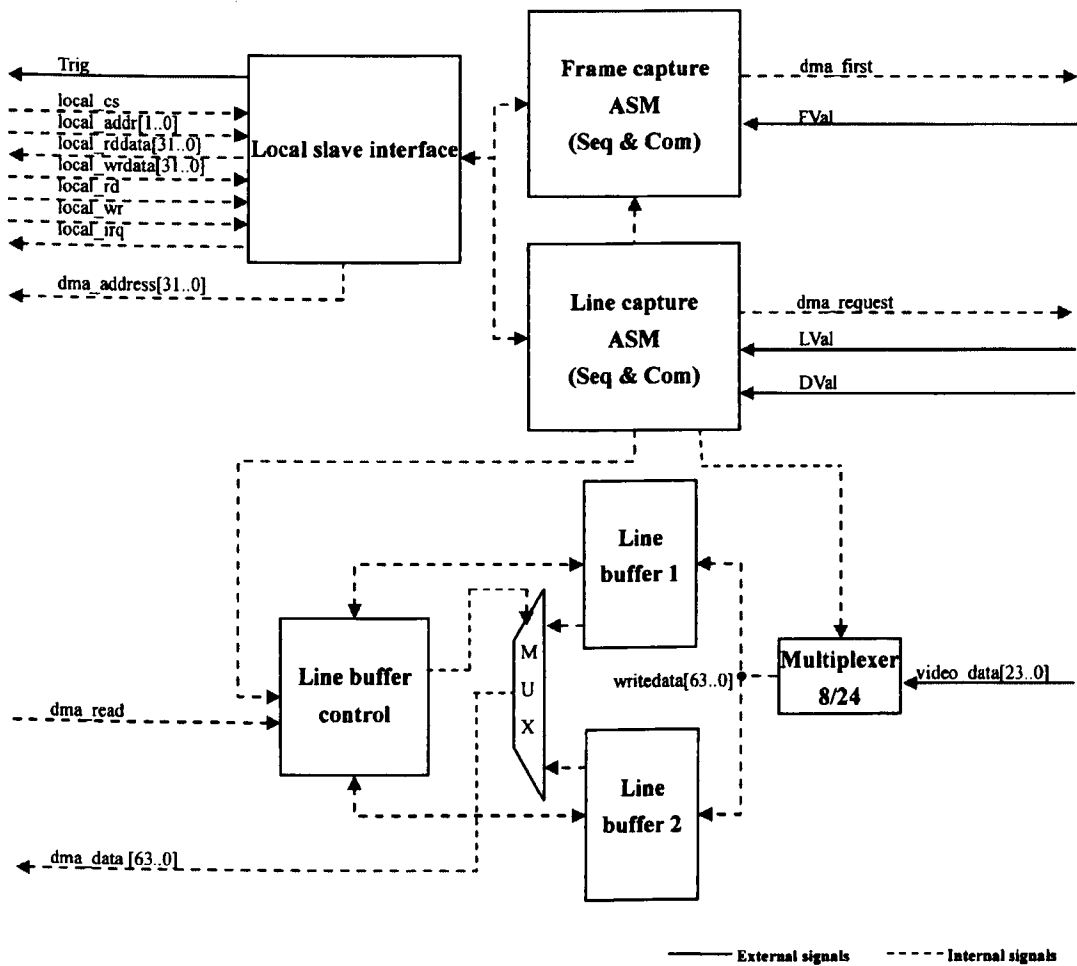 Trig
local_cs
local_addr[1..0]
local_rddata[31..0]
local_wrdata[31..0]
local_rd
local_wr
local_irq
dma_address[31..0]
Local slave interface
Frame capture
ASM
(Seq & Com)
dma_first
FVal
Line capture
ASM
(Seq & Com)
dma_request
LVal
DVal
Line
buffer 1
Line buffer
control
dma_read
M
U
X
writedata[63..0]
Multiplexer
8/24
video_data[23..0]
Line
buffer 2
dma_data [63..0]
External signals
Internal signals